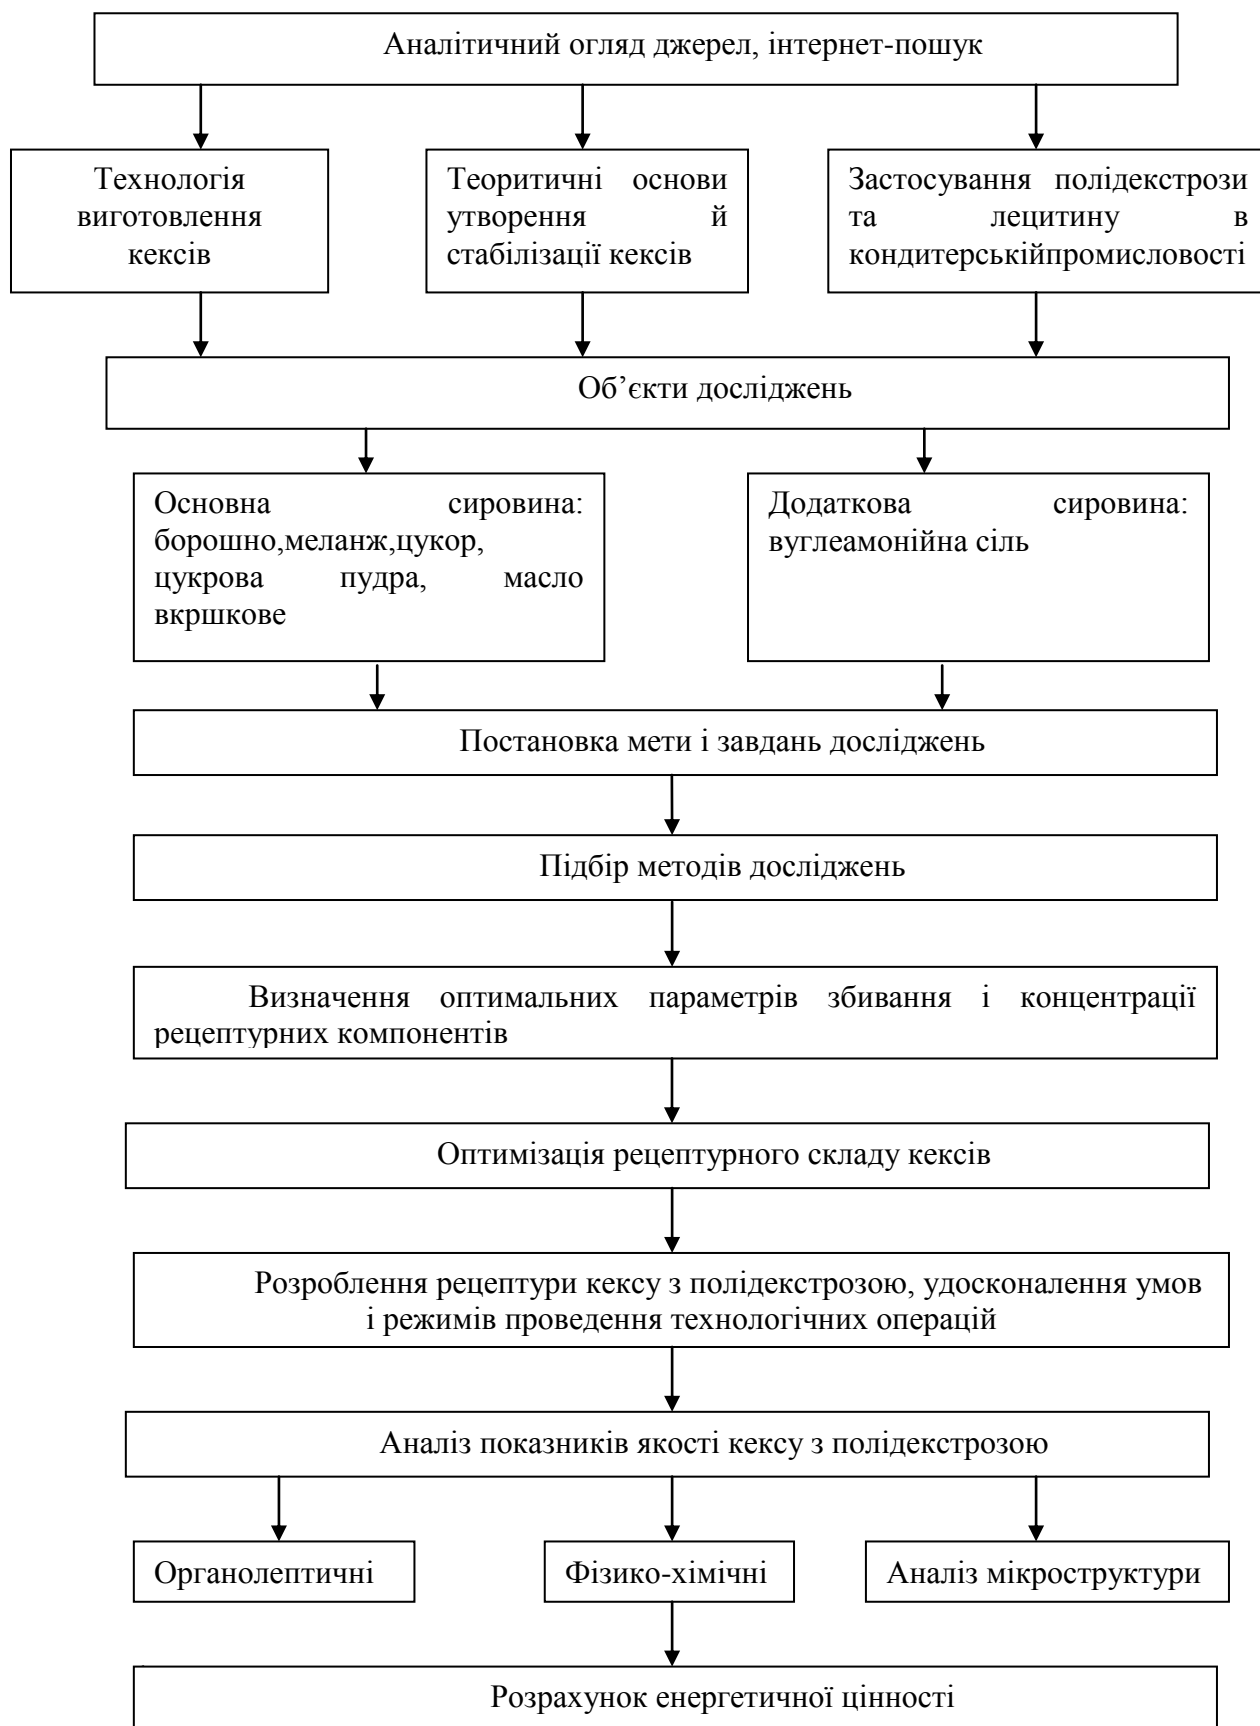 Аналітичний огляд джерел, інтернет-пошук
Технологія
виготовлення
кексів
Теоритичні основи
утворення й
стабілізації кексів
Застосування полідекстрози
та лецитину в
кондитерськійпромисловості
Об’єкти досліджень
Основна сировина:
борошно,меланж,цукор,
цукрова пудра, масло
вкршкове
Додаткова сировина:
вуглеамонійна сіль
Постановка мети і завдань досліджень
Підбір методів досліджень
Визначення оптимальних параметрів збивання і концентрації
рецептурних компонентів
Оптимізація рецептурного складу кексів
Розроблення рецептури кексу з полідекстрозою, удосконалення умов
і режимів проведення технологічних операцій
Аналіз показників якості кексу з полідекстрозою
Органолептичні
Фізико-хімічні
Аналіз мікроструктури
Розрахунок енергетичної цінності